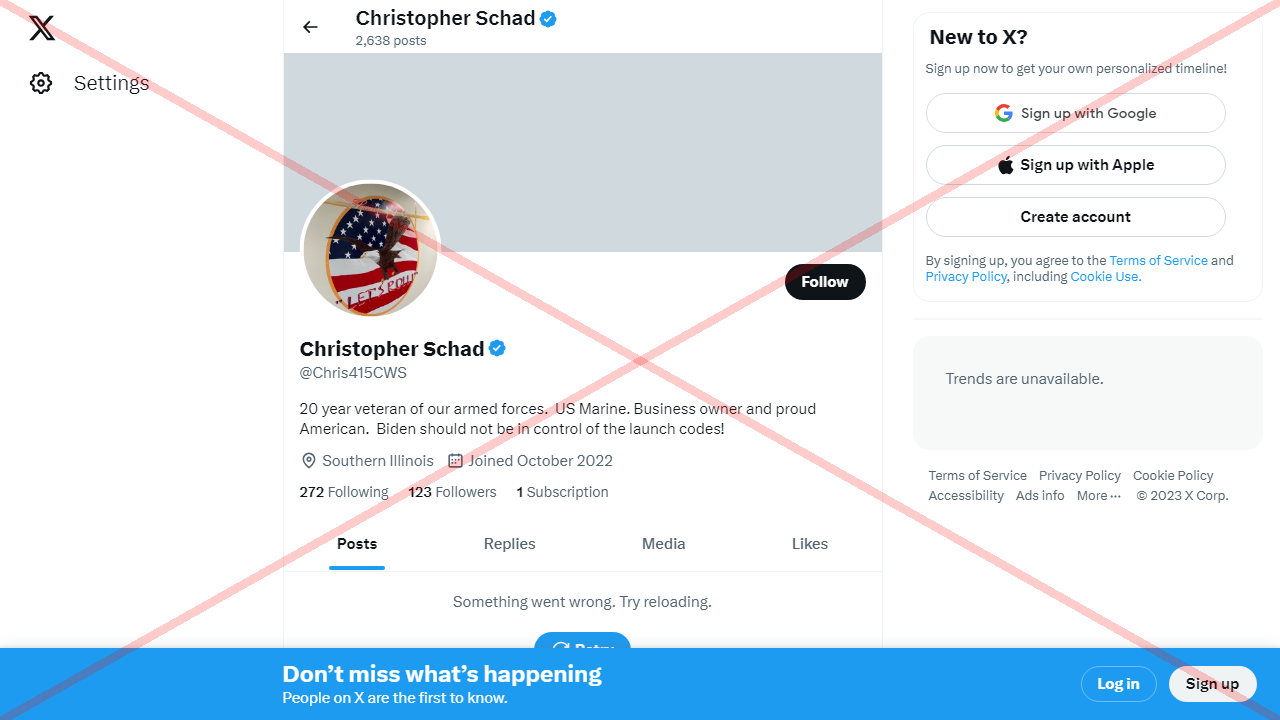 Settings
Christopher Schad
2,638 posts
"LET'S ROLL"
Follow
Christopher Schad
@Chris415CWS
20 year veteran of our armed forces.  US Marine. Business owner and proud
American.  Biden should not be in control of the launch codes!
Southern Illinois Joined October 2022
272 Following 123 Followers 1 Subscription
Posts Replies Media Likes
Something went wrong. Try reloading.
Retry
New to X?
Sign up now to get your own personalized timeline!
Sign up with Google
Sign up with Apple
Create account
By signing up, you agree to the Terms of Service and
Privacy Policy, including Cookie Use.
Trends are unavailable.
Terms of Service Privacy Policy Cookie Policy
Accessibility Ads info More ··· © 2023 X Corp.
Don’t miss what’s happening
People on X are the first to know.
Log in Sign up